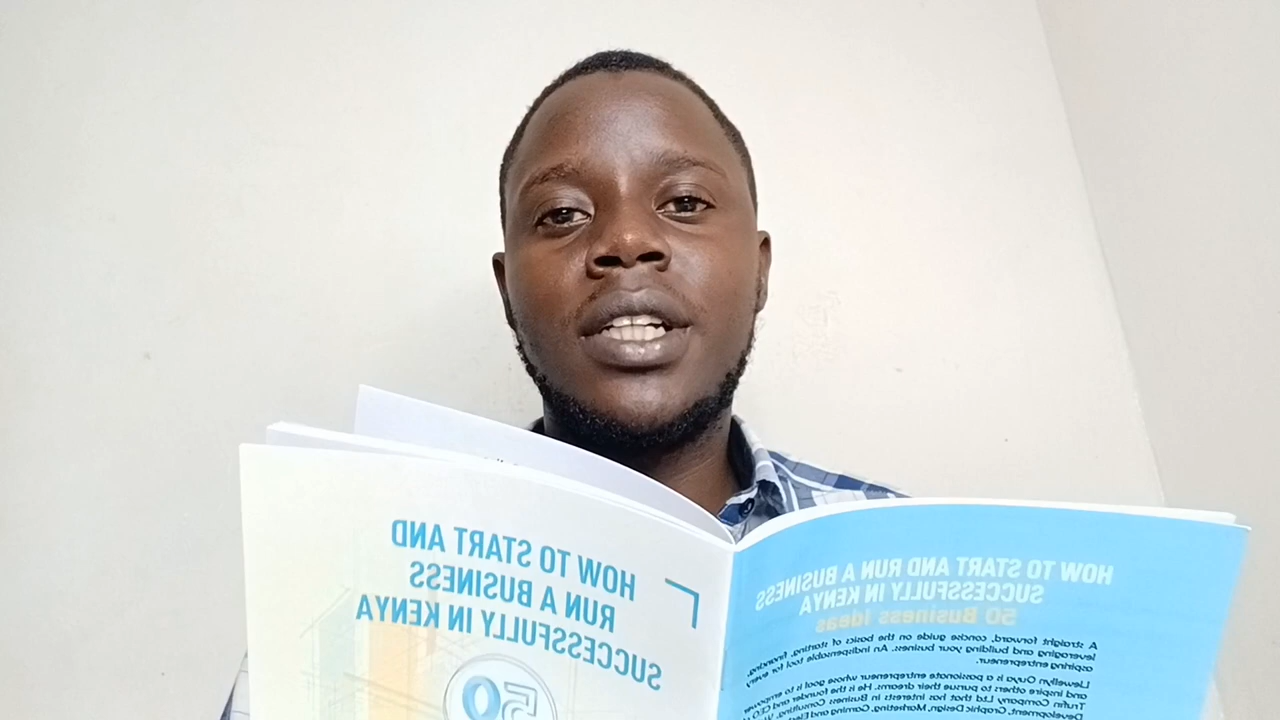 HOW TO START AND
RUN A BUSINESS
SUCCESSFULLY IN KENYA
50
HOW TO START AND RUN A BUSINESS
SUCCESSFULLY IN KENYA
50 Business Ideas
A straight forward, concise guide on the basics of starting, financing,
leveraging and building your business. An indispensable tool for every
aspiring entrepreneur.
Llewellyn Ouya is a passionate entrepreneur whose goal is to empower
and inspire others to pursue their dreams. He is the founder and CEO of
Trufin Company Ltd that has interests in Business Consulting,
Development, Graphic Design, Marketing, Gaming and